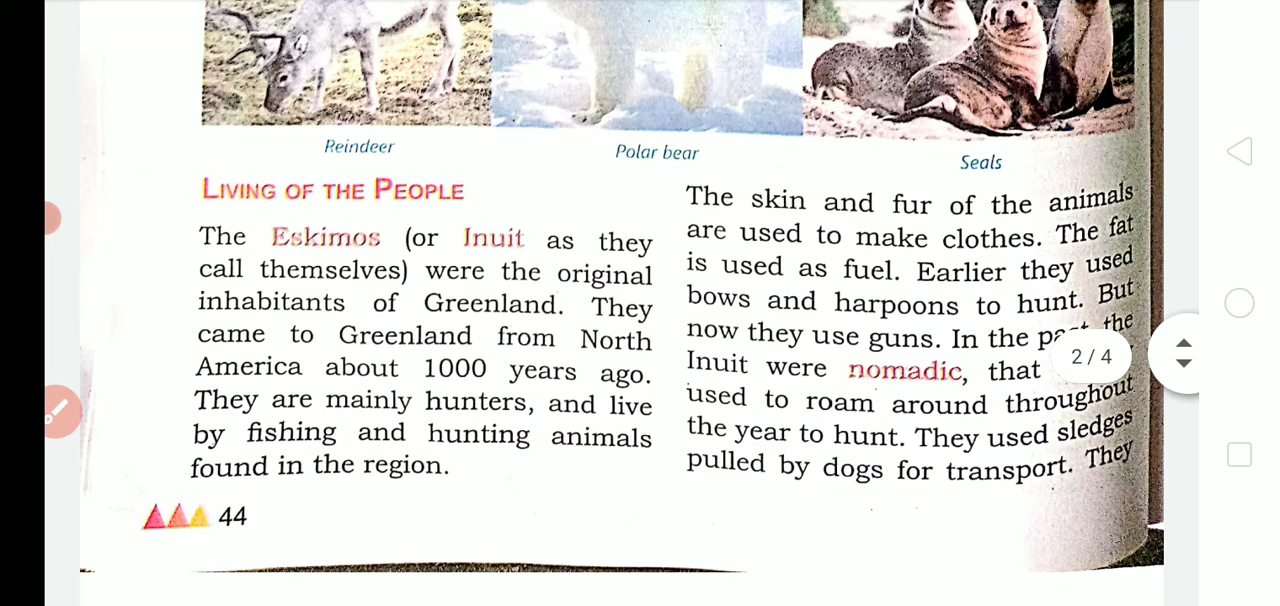 Reindeer
Polar bear
Seals
LIVING OF THE PEOPLE
The Eskimos (or Inuit as they
call themselves) were the original
inhabitants of Greenland. They
came to Greenland from North
America about 1000 years ago.
They are mainly hunters, and live
by fishing and hunting animals
found in the region.
The skin and fur of the animals
are used to make clothes. The fat
is used as fuel. Earlier they used
bows and harpoons to hunt. But
now they use guns. In the the
Inuit were nomadic, that
used to roam around throughout
the year to hunt. They used sledges
pulled by dogs for transport. They
44
2 / 4